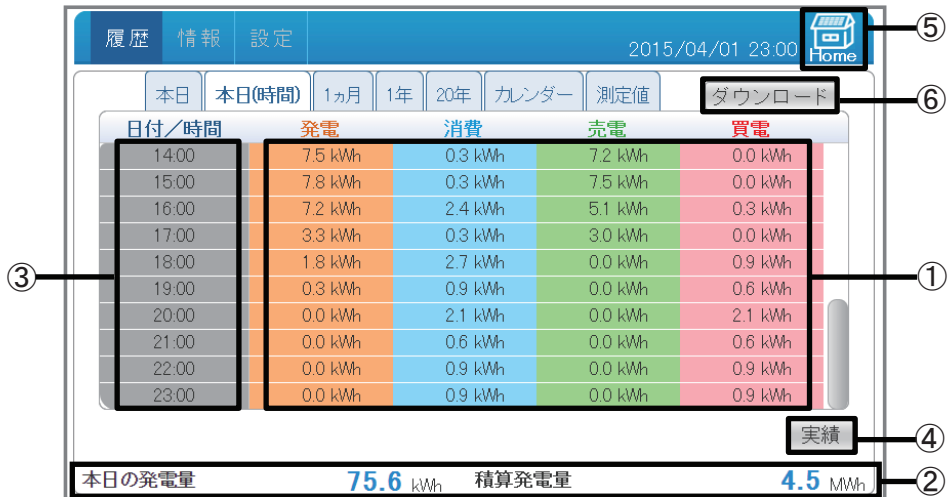 履歴 情報 設定 2015/04/01 23:00 Home ⑤
本日 本日(時間) 1ヵ月 1年 20年 カレンダー 測定値 ダウンロード ⑥
日付／時間 発電 消費 売電 買電
14:00 7.5 kWh 0.3 kWh 7.2 kWh 0.0 kWh
15:00 7.8 kWh 0.3 kWh 7.5 kWh 0.0 kWh
16:00 7.2 kWh 2.4 kWh 5.1 kWh 0.3 kWh
17:00 3.3 kWh 0.3 kWh 3.0 kWh 0.0 kWh
③ 18:00 1.8 kWh 2.7 kWh 0.0 kWh 0.9 kWh ①
19:00 0.3 kWh 0.9 kWh 0.0 kWh 0.6 kWh
20:00 0.0 kWh 2.1 kWh 0.0 kWh 2.1 kWh
21:00 0.0 kWh 0.6 kWh 0.0 kWh 0.6 kWh
22:00 0.0 kWh 0.9 kWh 0.0 kWh 0.9 kWh
23:00 0.0 kWh 0.9 kWh 0.0 kWh 0.9 kWh
実績 ④
本日の発電量 75.6 kWh 積算発電量 4.5 MWh ②